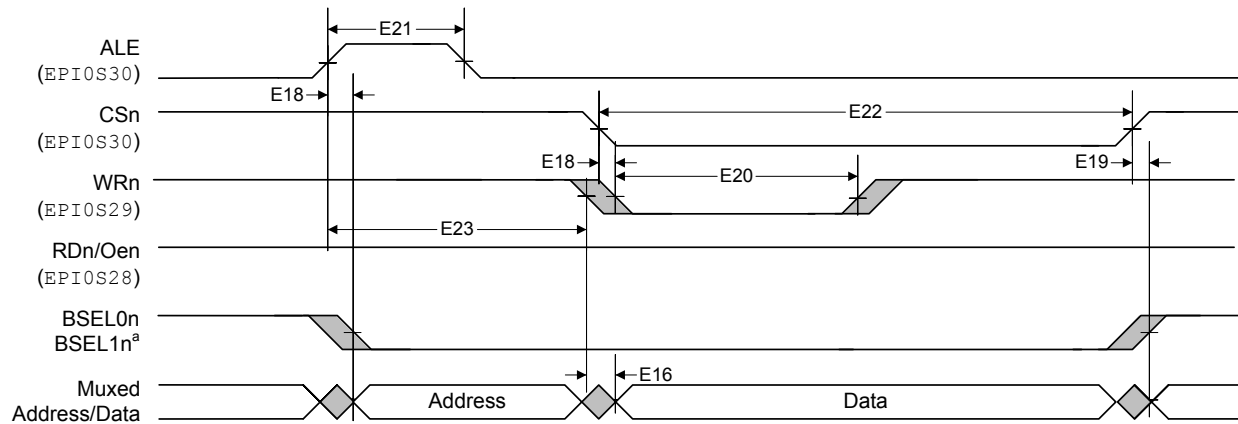 E21
ALE
(EPI0S30)
E18
CSn
(EPI0S30)
E22
E18
E19
WRn
(EPI0S29)
E20
E23
RDn/Oen
(EPI0S28)
BSEL0n
BSEL1nᵃ
E16
Muxed
Address/Data
Address
Data